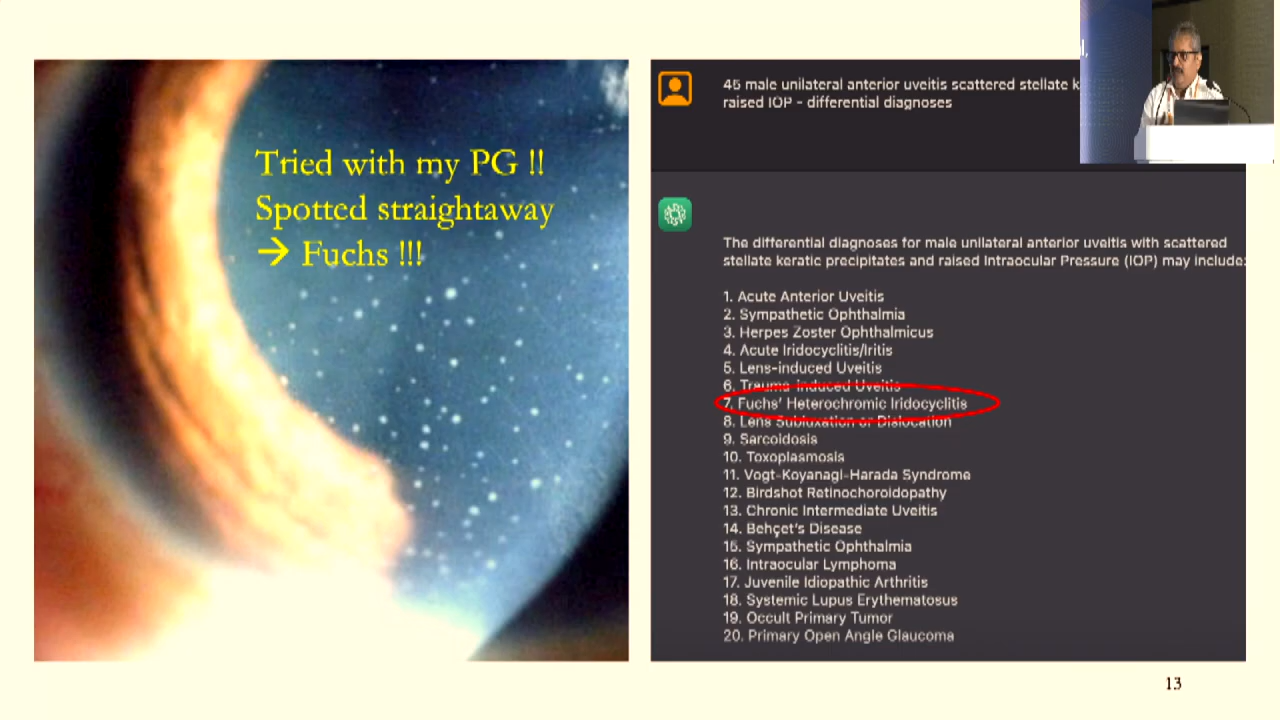 Tried with my PG !!
Spotted straightaway
→ Fuchs !!!
45 male unilateral anterior uveitis scattered stellate
raised IOP - differential diagnoses
The differential diagnoses for male unilateral anterior uveitis with scattered
stellate keratic precipitates and raised Intraocular Pressure (IOP) may include:
1. Acute Anterior Uveitis
2. Sympathetic Ophthalmia
3. Herpes Zoster Ophthalmicus
4. Acute Iridocyclitis/Iritis
5. Lens-induced Uveitis
6. Trauma-induced Uveitis
7. Fuchs' Heterochromic Iridocyclitis
8. Lens Subluxation or Dislocation
9. Sarcoidosis
10. Toxoplasmosis
11. Vogt-Koyanagi-Harada Syndrome
12. Birdshot Retinochoroidopathy
13. Chronic Intermediate Uveitis
14. Behçet's Disease
15. Sympathetic Ophthalmia
16. Intraocular Lymphoma
17. Juvenile Idiopathic Arthritis
18. Systemic Lupus Erythematosus
19. Occult Primary Tumor
20. Primary Open Angle Glaucoma
13